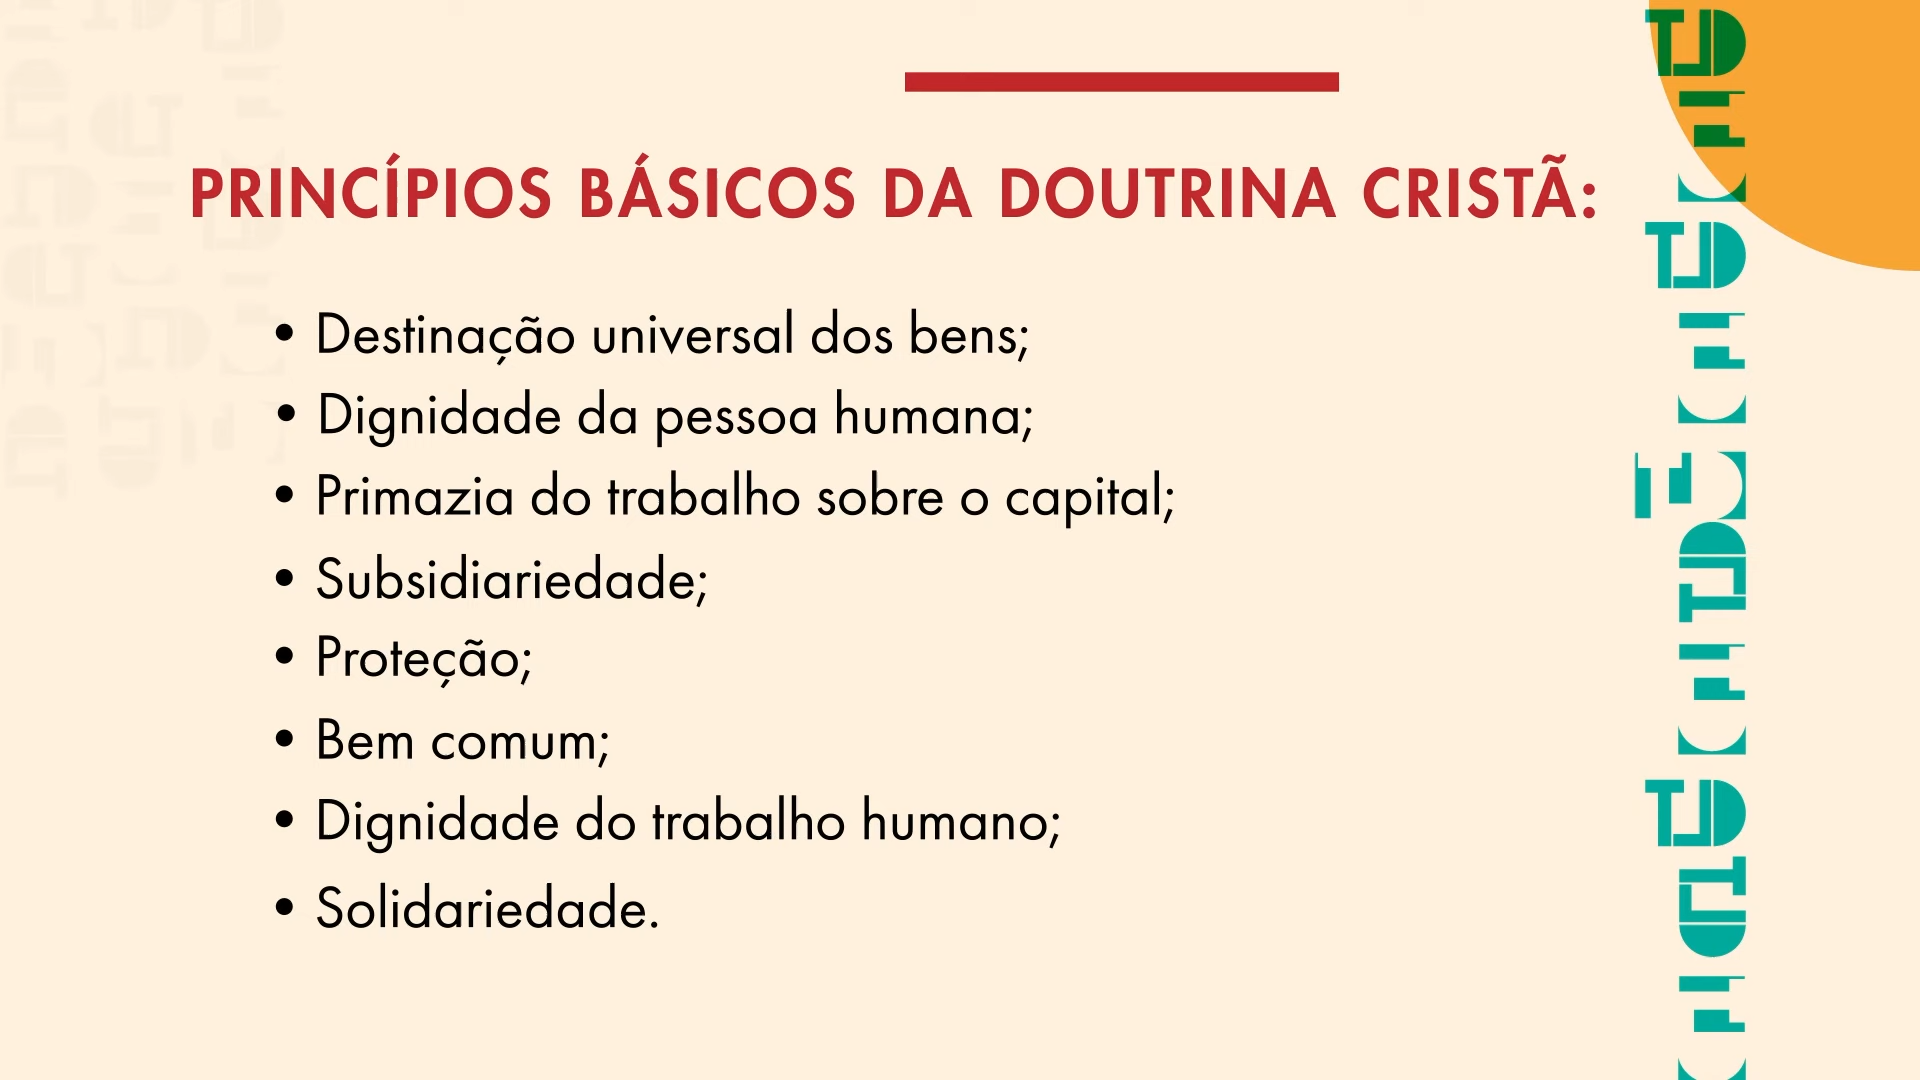 PRINCÍPIOS BÁSICOS DA DOUTRINA CRISTÃ:
• Destinação universal dos bens;
• Dignidade da pessoa humana;
• Primazia do trabalho sobre o capital;
• Subsidiariedade;
• Proteção;
• Bem comum;
• Dignidade do trabalho humano;
• Solidariedade.